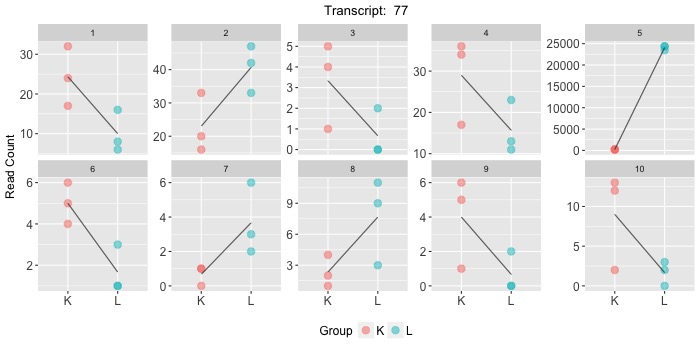 Transcript: 77
1 2 3 4 5
30 20 10
40 20
5 4 3 2 1 0
30 20 10
25000 20000 15000 10000 5000 0
Read Count
6 7 8 9 10
6 4 2
6 4 2 0
9 6 3
6 4 2 0
10 5 0
K L K L K L K L K L
Group K L